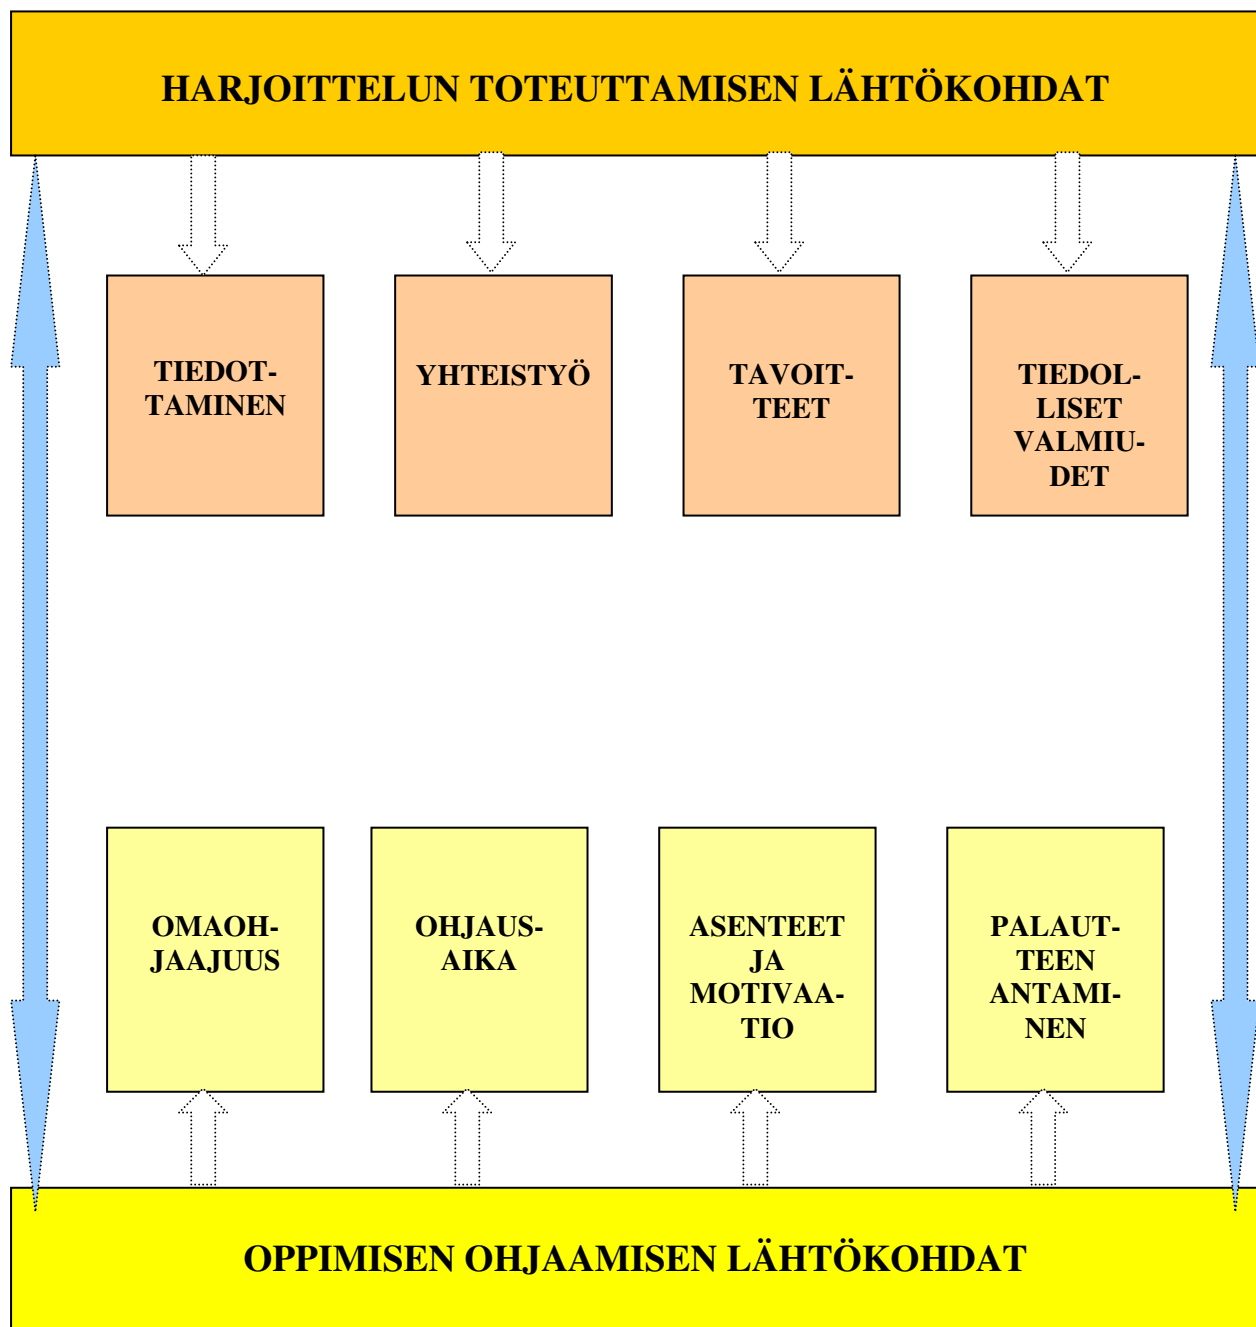 HARJOITTELUN TOTEUTTAMISEN LÄHTÖKOHDAT
TIEDOT-
TAMINEN
YHTEISTYÖ
TAVOIT-
TEET
TIEDOL-
LISET
VALMIU-
DET
OMAOH-
JAAJUUS
OHJAUS-
AIKA
ASENTEET
JA
MOTIVAA-
TIO
PALAUT-
TEEN
ANTAMI-
NEN
OPPIMISEN OHJAAMISEN LÄHTÖKOHDAT